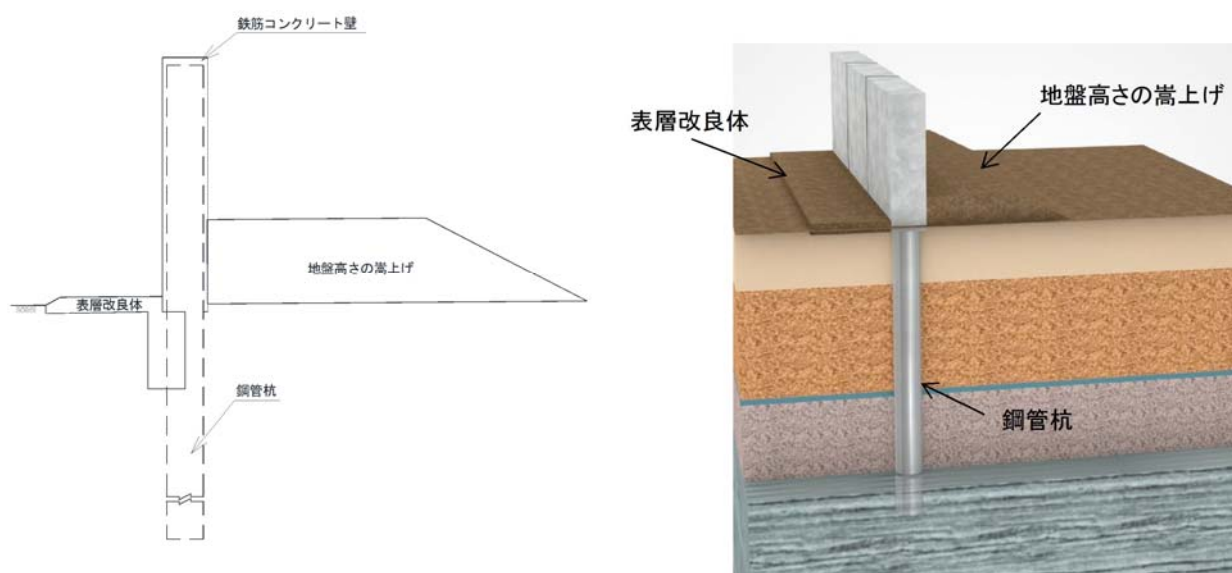 鉄筋コンクリート壁
地盤高さの嵩上げ
表層改良体
鋼管杭
地盤高さの嵩上げ
表層改良体
鋼管杭